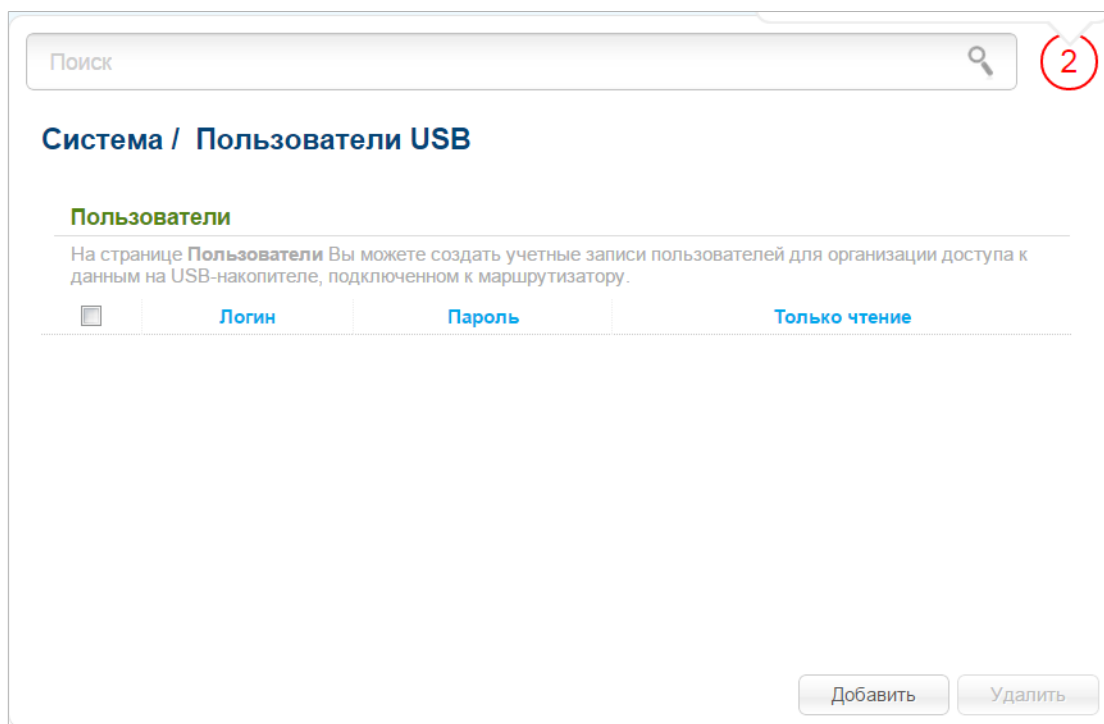 Поиск
2
Система / Пользователи USB
Пользователи
На странице Пользователи Вы можете создать учетные записи пользователей для организации доступа к
данным на USB-накопителе, подключенном к маршрутизатору.
Логин Пароль Только чтение
Добавить Удалить